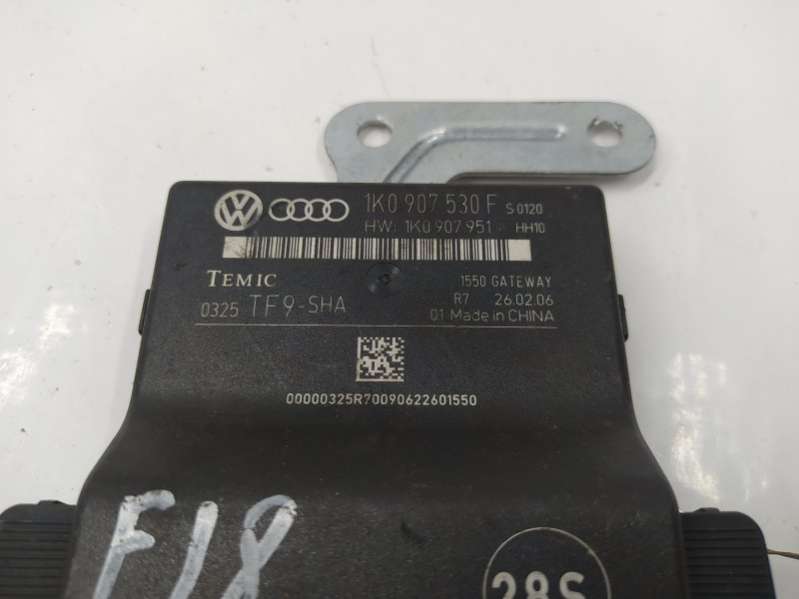 1K0 907 530 F S 0120
HW: 1K0 907 951 HH10
TEMIC 1550 GATEWAY
0325 TF9-SHA R7 26.02.06
01 Made in CHINA
00000325R70090622601550
F18
28S